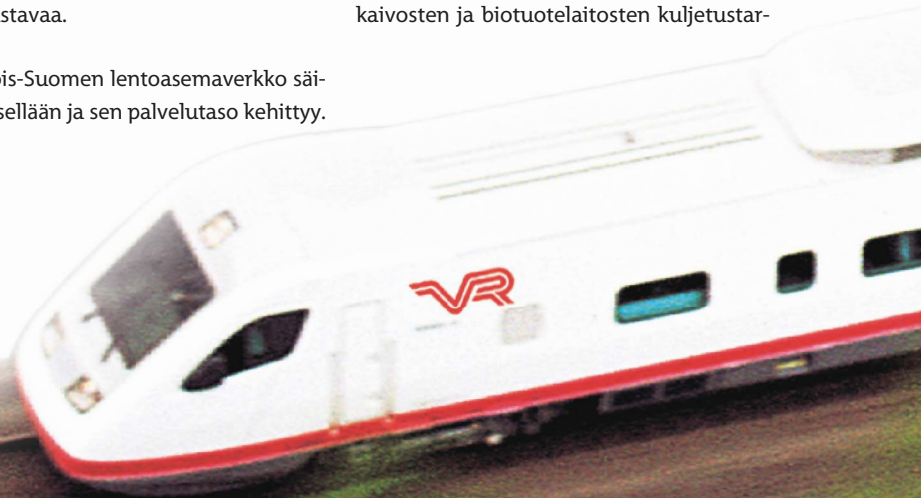 stavaa.
is-Suomen lentoasemaverkko säi-
sellään ja sen palvelutaso kehittyy.
kaivosten ja biotuotelaitosten kuljetustar-
VR